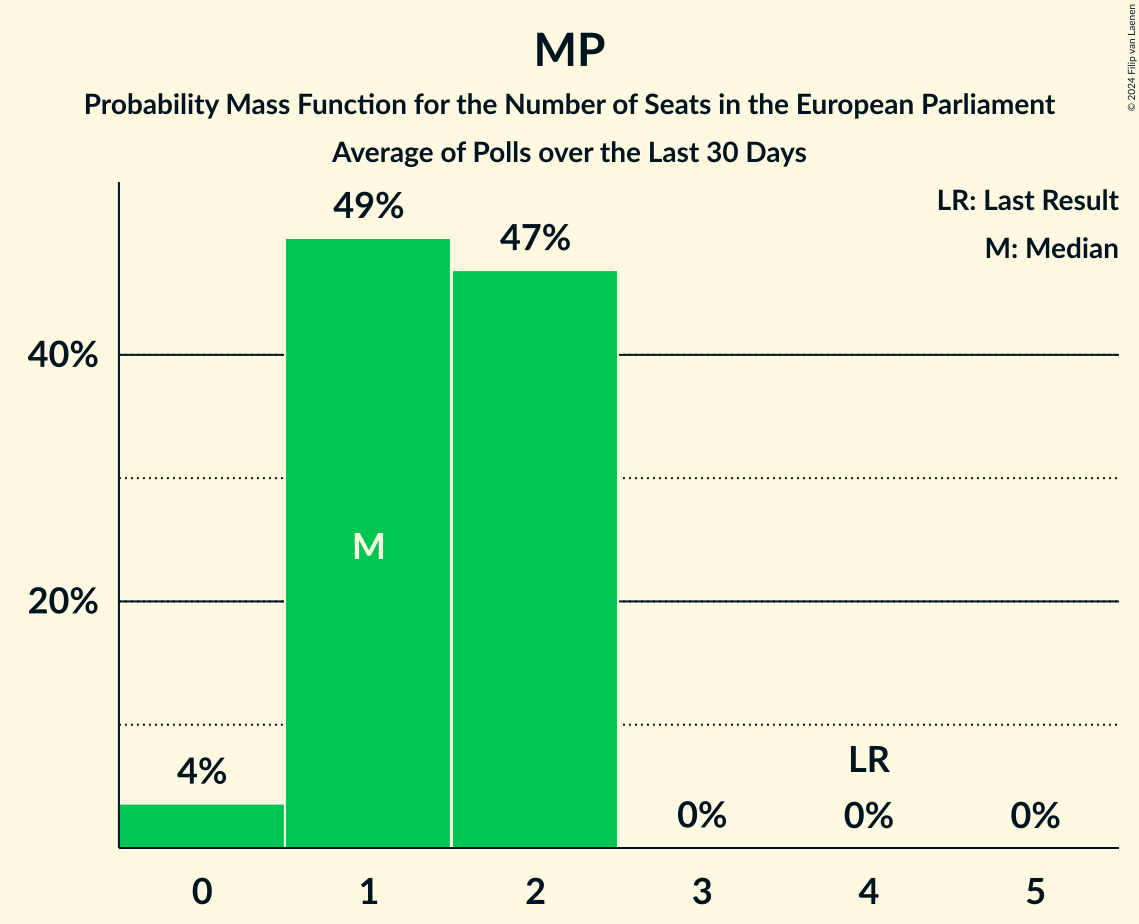 MP
Probability Mass Function for the Number of Seats in the European Parliament
Average of Polls over the Last 30 Days
© 2024 Filip van Laenen
LR: Last Result
M: Median
49%
47%
40%
M
20%
4%
LR
0%
0%
0%
0
1
2
3
4
5